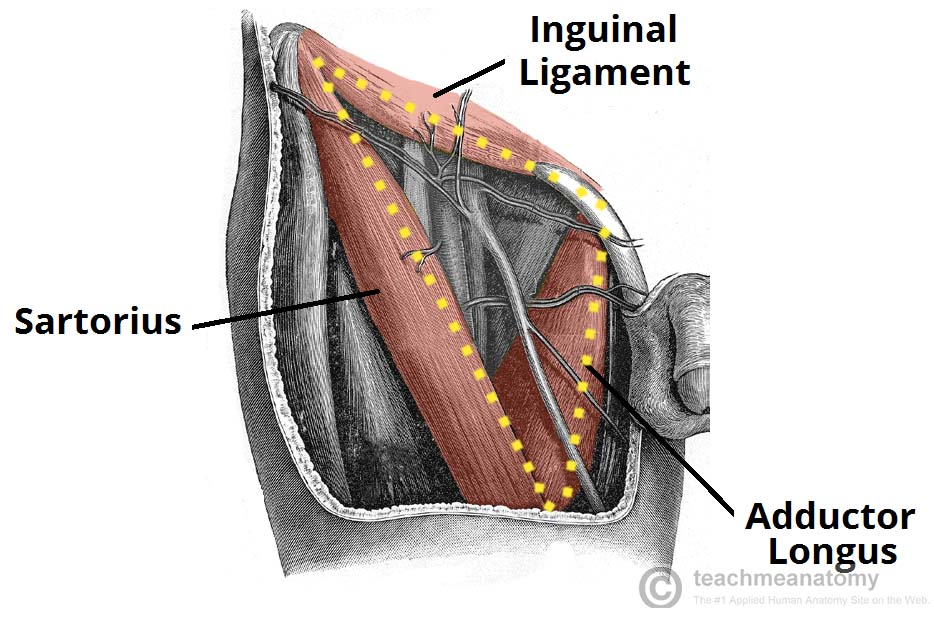 Inguinal
Ligament
Sartorius
Adductor
Longus
© teachmeanatomy
The #1 Applied Human Anatomy Site on the Web.